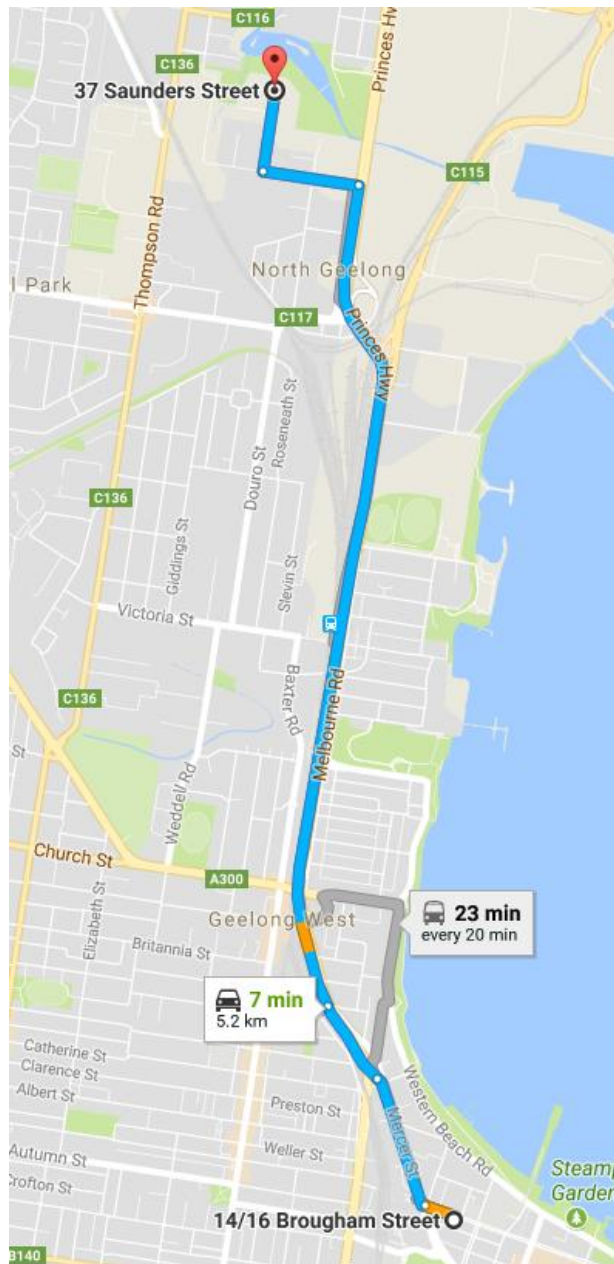 C116
Princes Hwy
C136
37 Saunders Street
C115
Thompson Rd
North Geelong
l Park
C117
Princes Hwy
Roseneath St
Douro St
C136
Giddings St
Slevin St
Victoria St
Baxter Rd
C136
Melbourne Rd
St
Weddell Rd
Church St
A300
Elizabeth St
Geelong West
23 min
every 20 min
Britannia St
7 min
5.2 km
Catherine St
Clarence St
Albert St
Preston St
Western Beach Rd
Mercer St
Weller St
Autumn St
Steamp
Crofton St
Garden
14/16 Brougham Street
B140